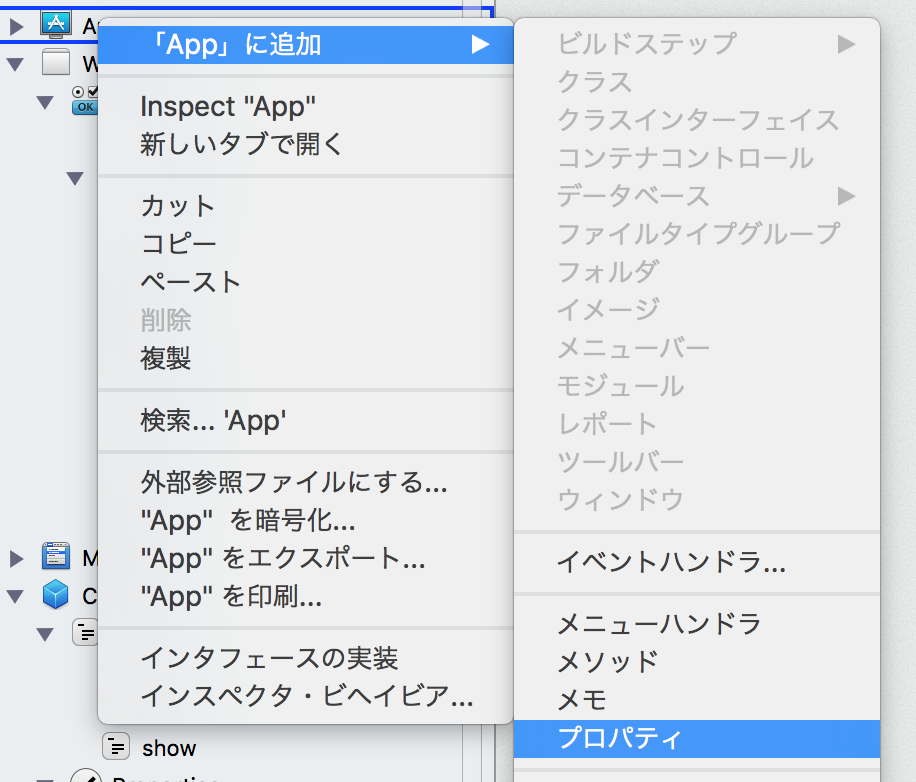 「App」に追加
Inspect "App"
新しいタブで開く
カット
コピー
ペースト
削除
複製
検索... 'App'
外部参照ファイルにする...
"App" を暗号化...
"App" をエクスポート...
"App" を印刷...
インタフェースの実装
インスペクタ・ビヘイビア...
ビルドステップ
クラス
クラスインターフェイス
コンテナコントロール
データベース
ファイルタイプグループ
フォルダ
イメージ
メニューバー
モジュール
レポート
ツールバー
ウィンドウ
イベントハンドラ...
メニューハンドラ
メソッド
メモ
プロパティ
OK
show